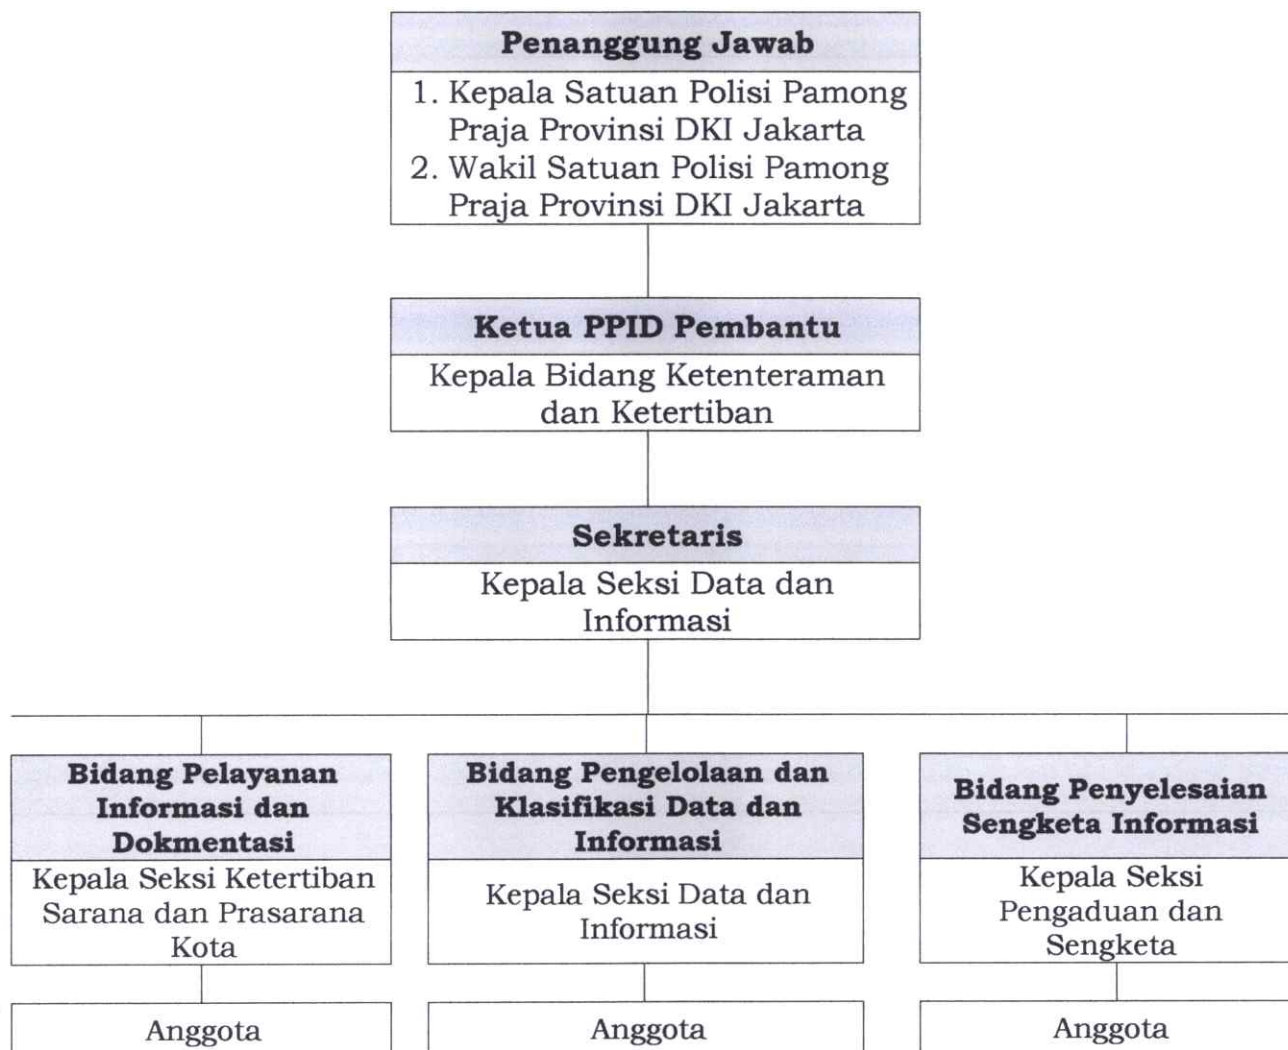 Penanggung Jawab
1. Kepala Satuan Polisi Pamong
Praja Provinsi DKI Jakarta
2. Wakil Satuan Polisi Pamong
Praja Provinsi DKI Jakarta
Ketua PPID Pembantu
Kepala Bidang Ketenteraman
dan Ketertiban
Sekretaris
Kepala Seksi Data dan
Informasi
Bidang Pelayanan
Informasi dan
Dokmentasi
Kepala Seksi Ketertiban
Sarana dan Prasarana
Kota
Anggota
Bidang Pengelolaan dan
Klasifikasi Data dan
Informasi
Kepala Seksi Data dan
Informasi
Anggota
Bidang Penyelesaian
Sengketa Informasi
Kepala Seksi
Pengaduan dan
Sengketa
Anggota